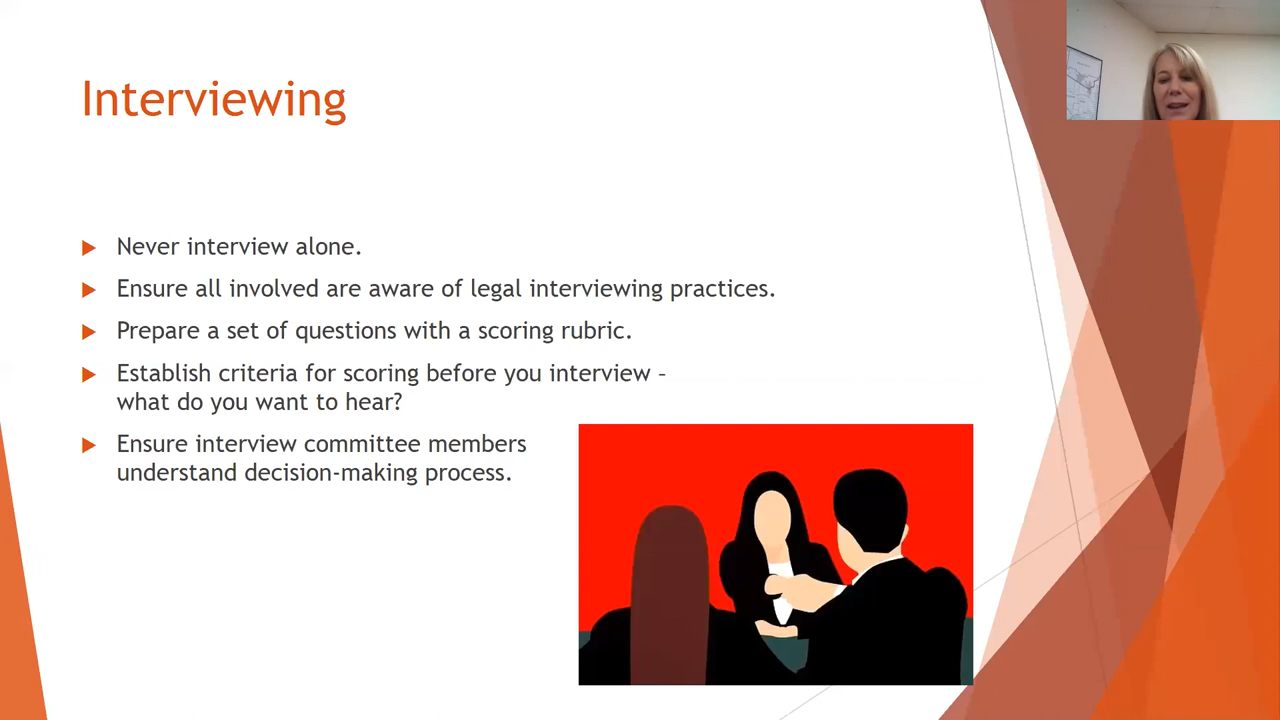 Interviewing
Never interview alone.
Ensure all involved are aware of legal interviewing practices.
Prepare a set of questions with a scoring rubric.
Establish criteria for scoring before you interview –
what do you want to hear?
Ensure interview committee members
understand decision-making process.